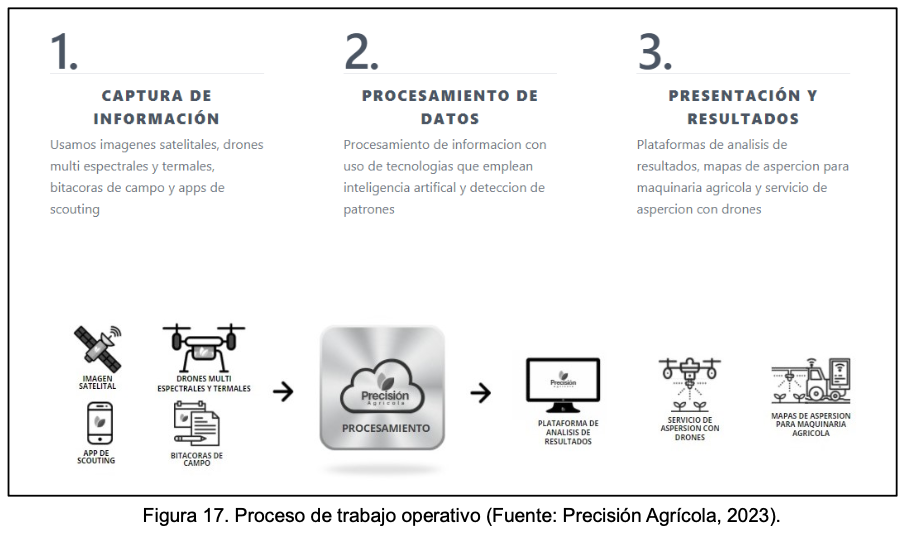 1.
CAPTURA DE
INFORMACIÓN
Usamos imagenes satelitales, drones
multi espectrales y termales,
bitacoras de campo y apps de
scouting
2.
PROCESAMIENTO DE
DATOS
Procesamiento de informacion con
uso de tecnologias que emplean
inteligencia artifical y deteccion de
patrones
3.
PRESENTACIÓN Y
RESULTADOS
Plataformas de analisis de
resultados, mapas de aspercion para
maquinaria agricola y servicio de
aspercion con drones
IMAGEN
SATELITAL
DRONES MULTI
ESPECTRALES Y TERMALES
APP DE
SCOUTING
BITACORAS DE
CAMPO
Precisión
Agrícola
PROCESAMIENTO
Precisión
Agrícola
PLATAFORMA DE
ANALISIS DE
RESULTADOS
SERVICIO DE
ASPERSION CON
DRONES
MAPAS DE ASPERSION
PARA MAQUINARIA
AGRICOLA
Figura 17. Proceso de trabajo operativo (Fuente: Precisión Agrícola, 2023).